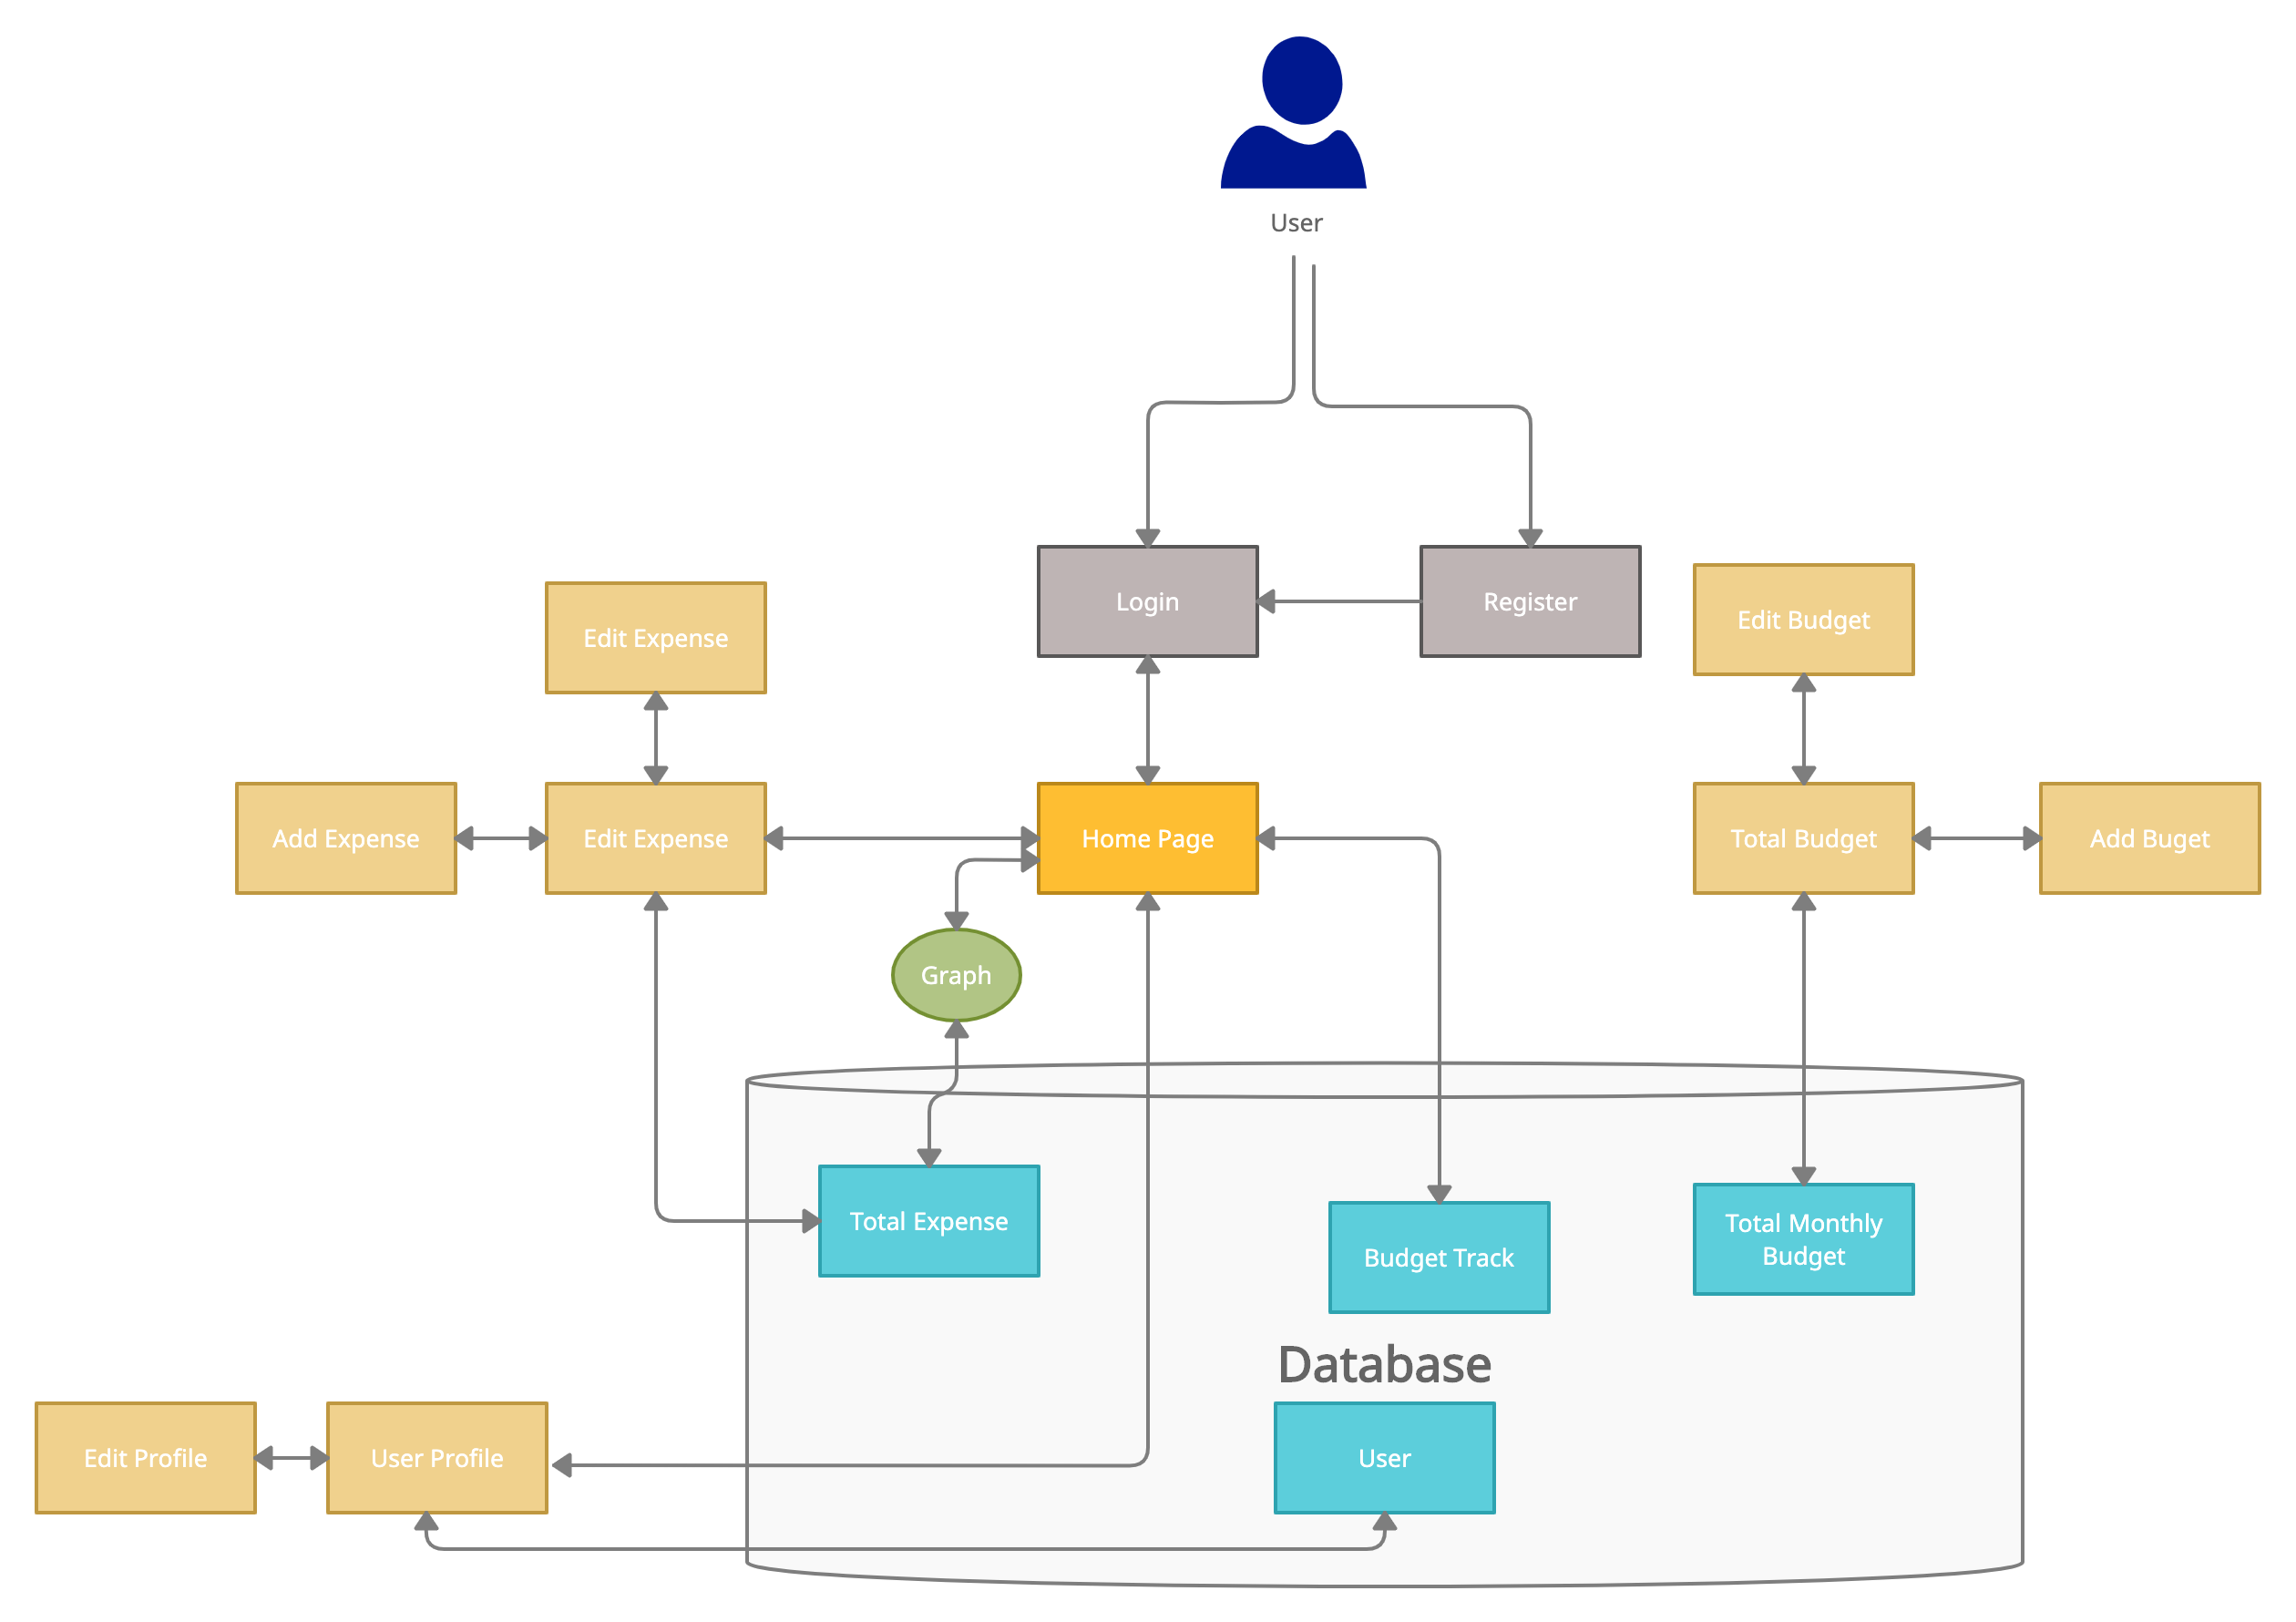 User
Login
Register
Edit Budget
Edit Expense
Add Expense
Edit Expense
Home Page
Total Budget
Add Buget
Graph
Total Expense
Budget Track
Total Monthly
Budget
Database
Edit Profile
User Profile
User